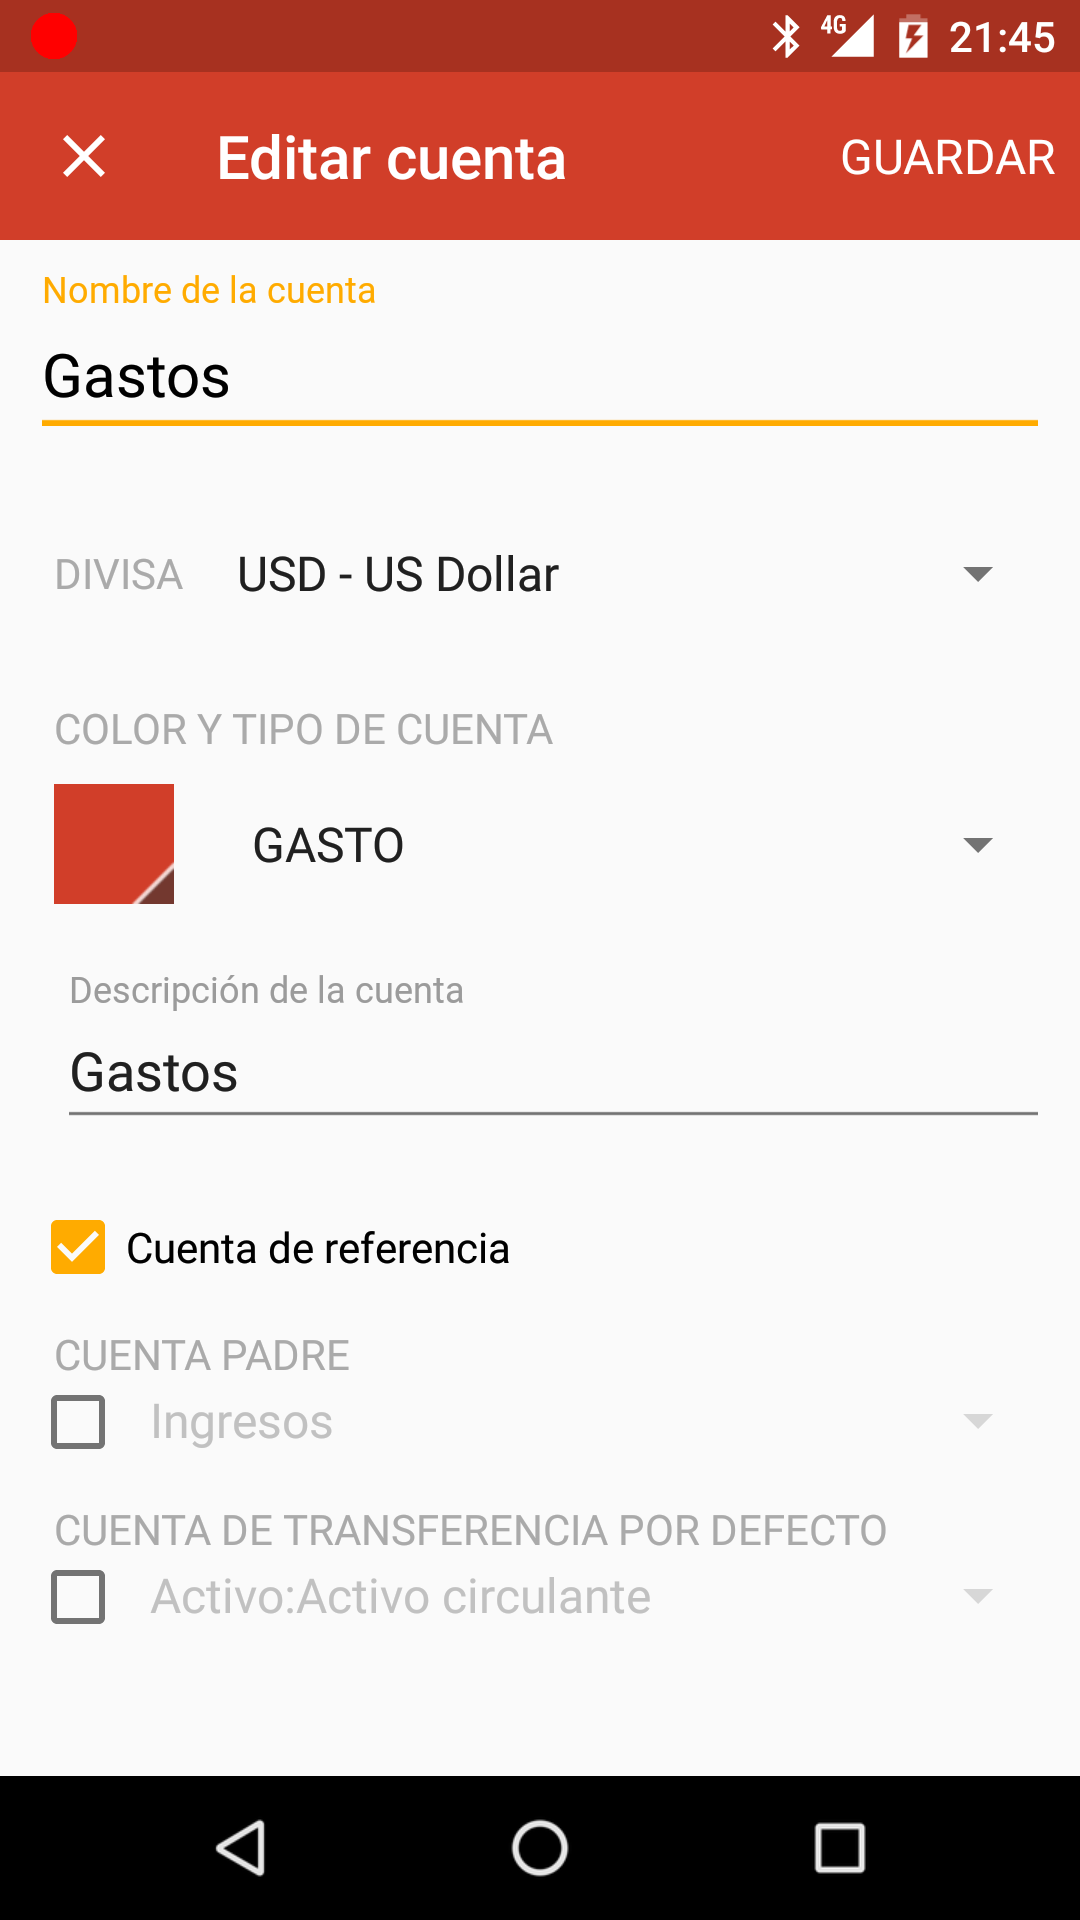 4G 21:45
Editar cuenta GUARDAR
Nombre de la cuenta
Gastos
DIVISA USD - US Dollar
COLOR Y TIPO DE CUENTA
GASTO
Descripción de la cuenta
Gastos
Cuenta de referencia
CUENTA PADRE
Ingresos
CUENTA DE TRANSFERENCIA POR DEFECTO
Activo:Activo circulante